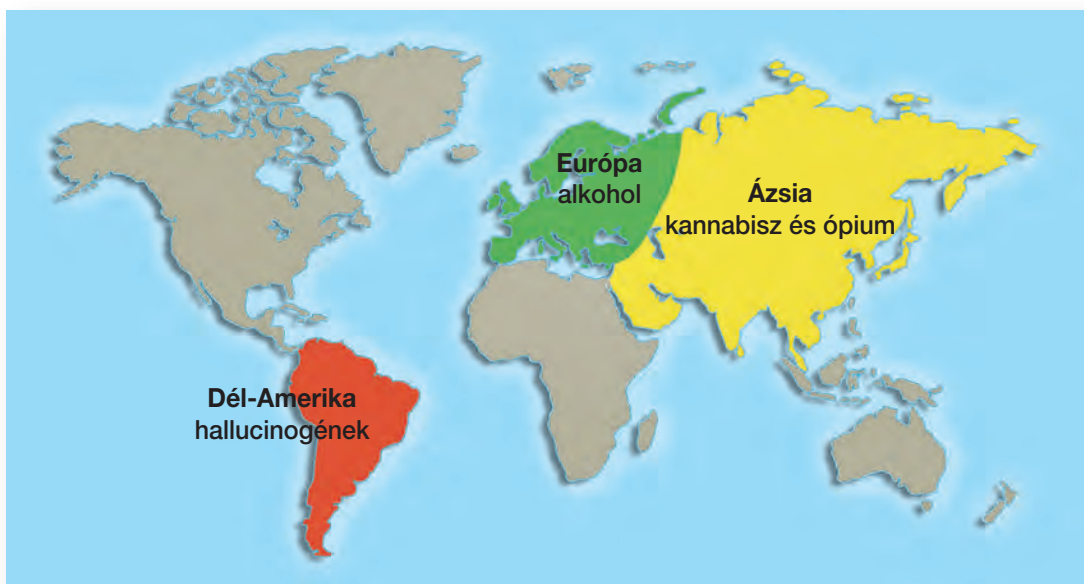 Európa
alkohol
Ázsia
kannabisz és ópium
Dél-Amerika
hallucinogének